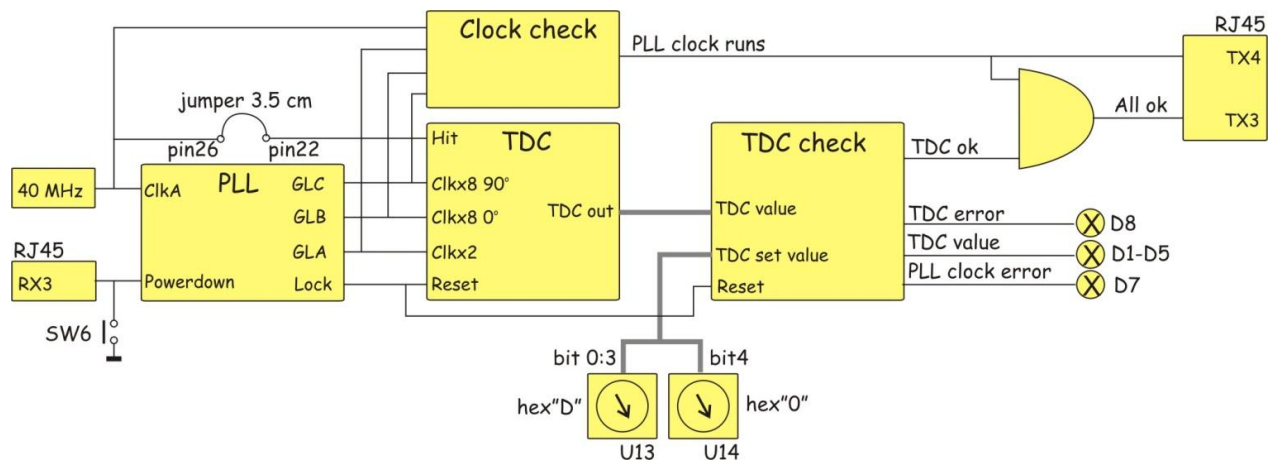 Clock check
PLL clock runs
RJ45
TX4
TX3
All ok
jumper 3.5 cm
pin26
pin22
40 MHz
ClkA
PLL
GLC
GLB
GLA
Powerdown
Lock
RJ45
RX3
SW6
Hit
TDC
Clkx8 90°
Clkx8 0°
TDC out
Clkx2
Reset
TDC check
TDC ok
TDC value
TDC set value
Reset
TDC error
D8
TDC value
D1-D5
PLL clock error
D7
bit 0:3
bit4
hex"D"
hex"0"
U13
U14